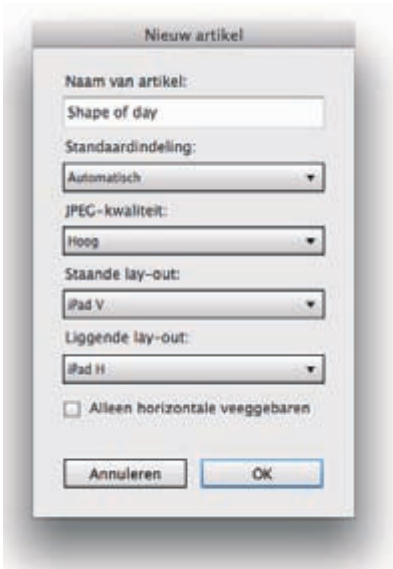 Nieuw artikel
Naam van artikel:
Shape of day
Standaardindeling:
Automatisch
JPEG-kwaliteit:
Hoog
Staande lay-out:
iPad V
Liggende lay-out:
iPad H
Alleen horizontale veeggebaren
Annuleren OK